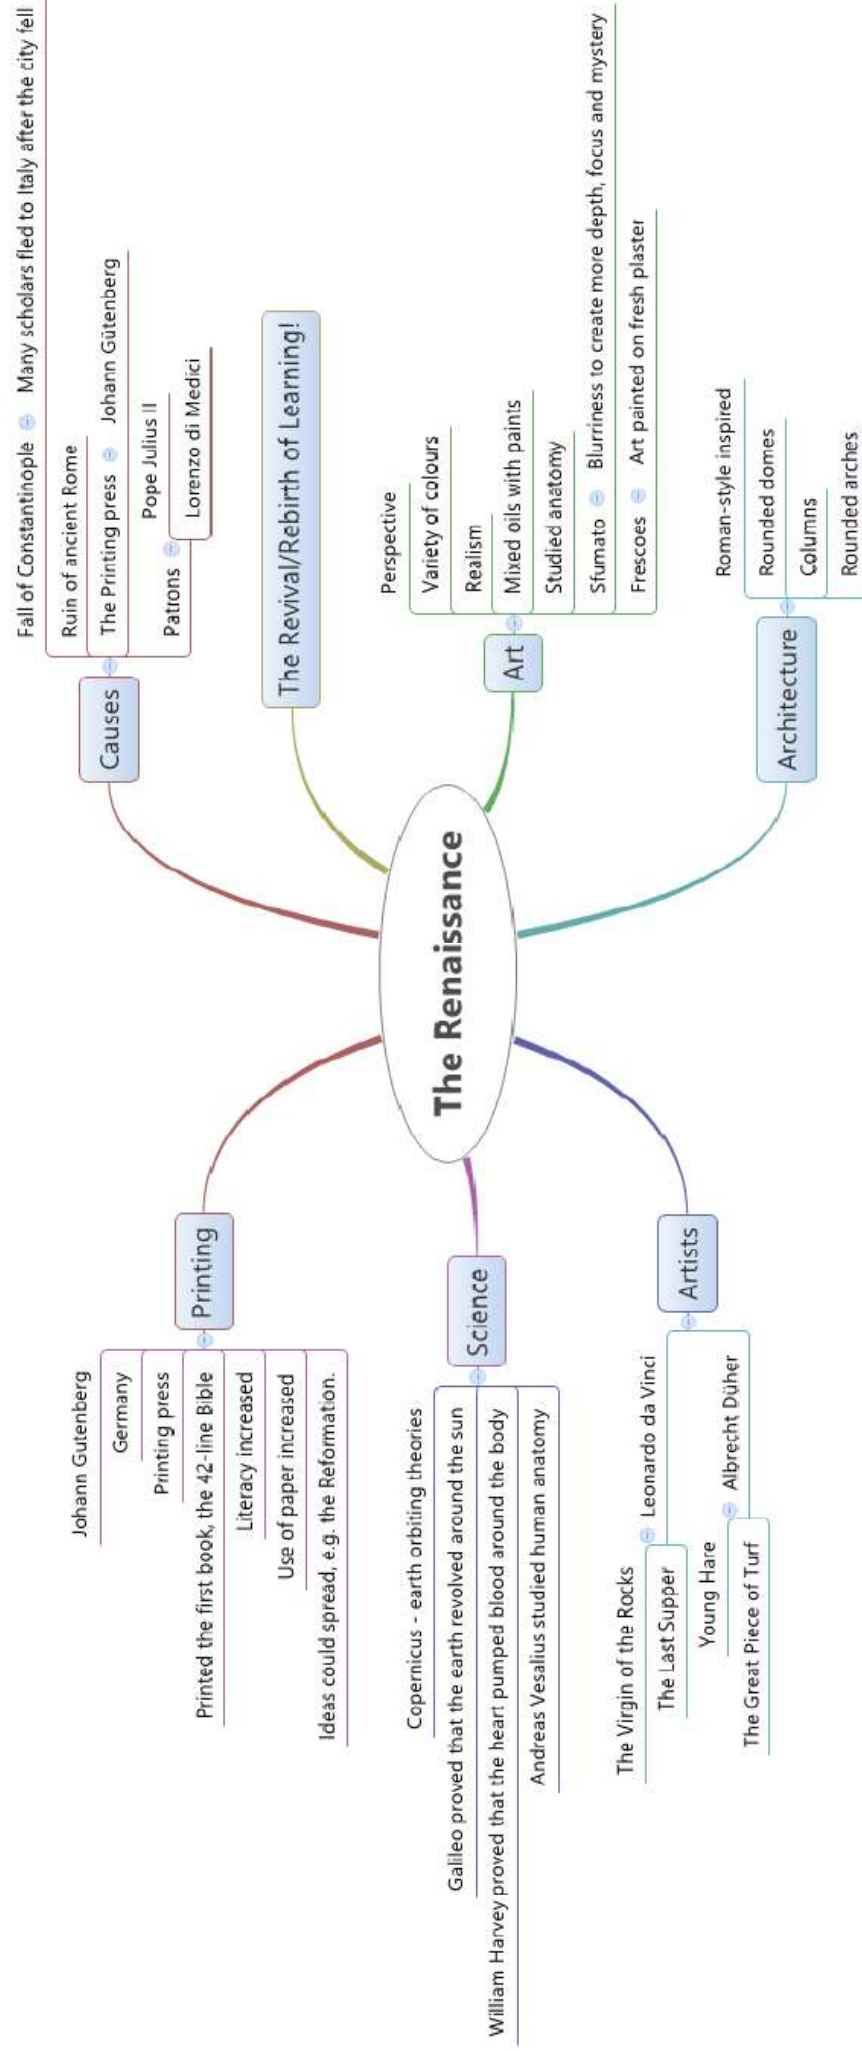 The Renaissance
Causes
Fall of Constantinople
Many scholars fled to Italy after the city fell
Ruin of ancient Rome
The Printing press
Johann Gütenberg
Patrons
Pope Julius II
Lorenzo di Medici
The Revival/Rebirth of Learning!
Art
Perspective
Variety of colours
Realism
Mixed oils with paints
Studied anatomy
Sfumato
Blurriness to create more depth, focus and mystery
Frescoes
Art painted on fresh plaster
Architecture
Roman-style inspired
Rounded domes
Columns
Rounded arches
Printing
Johann Gutenberg
Germany
Printing press
Printed the first book, the 42-line Bible
Literacy increased
Use of paper increased
Ideas could spread, e.g. the Reformation.
Science
Copernicus - earth orbiting theories
Galileo proved that the earth revolved around the sun
William Harvey proved that the heart pumped blood around the body
Andreas Vesalius studied human anatomy
Artists
Leonardo da Vinci
The Virgin of the Rocks
The Last Supper
Albrecht Düher
Young Hare
The Great Piece of Turf